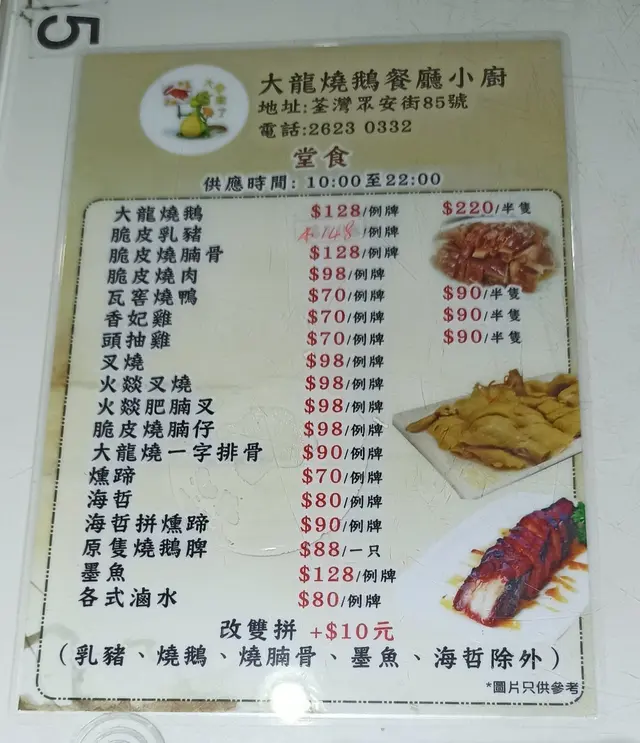 5
大龍燒鵝餐廳小廚
地址:荃灣眾安街85號
電話:2623 0332
堂食
供應時間: 10:00至22:00
大龍燒鵝 $128/例牌 $220/半隻
脆皮乳豬 148/例牌
脆皮燒腩骨 $128/例牌
脆皮燒肉 $98/例牌
瓦窖燒鴨 $70/例牌 $90/半隻
香妃雞 $70/例牌 $90/半隻
頭抽雞 $70/例牌 $90/半隻
叉燒 $98/例牌
火燚叉燒 $98/例牌
火燚肥腩叉 $98/例牌
脆皮燒腩仔 $98/例牌
大龍燒一字排骨 $90/例牌
燻蹄 $70/例牌
海哲 $80/例牌
海哲拼燻蹄 $90/例牌
原隻燒鵝脾 $88/一只
墨魚 $128/例牌
各式滷水 $80/例牌
改雙拼 +$10元
(乳豬、燒鵝、燒腩骨、墨魚、海哲除外)
*圖片只供參考